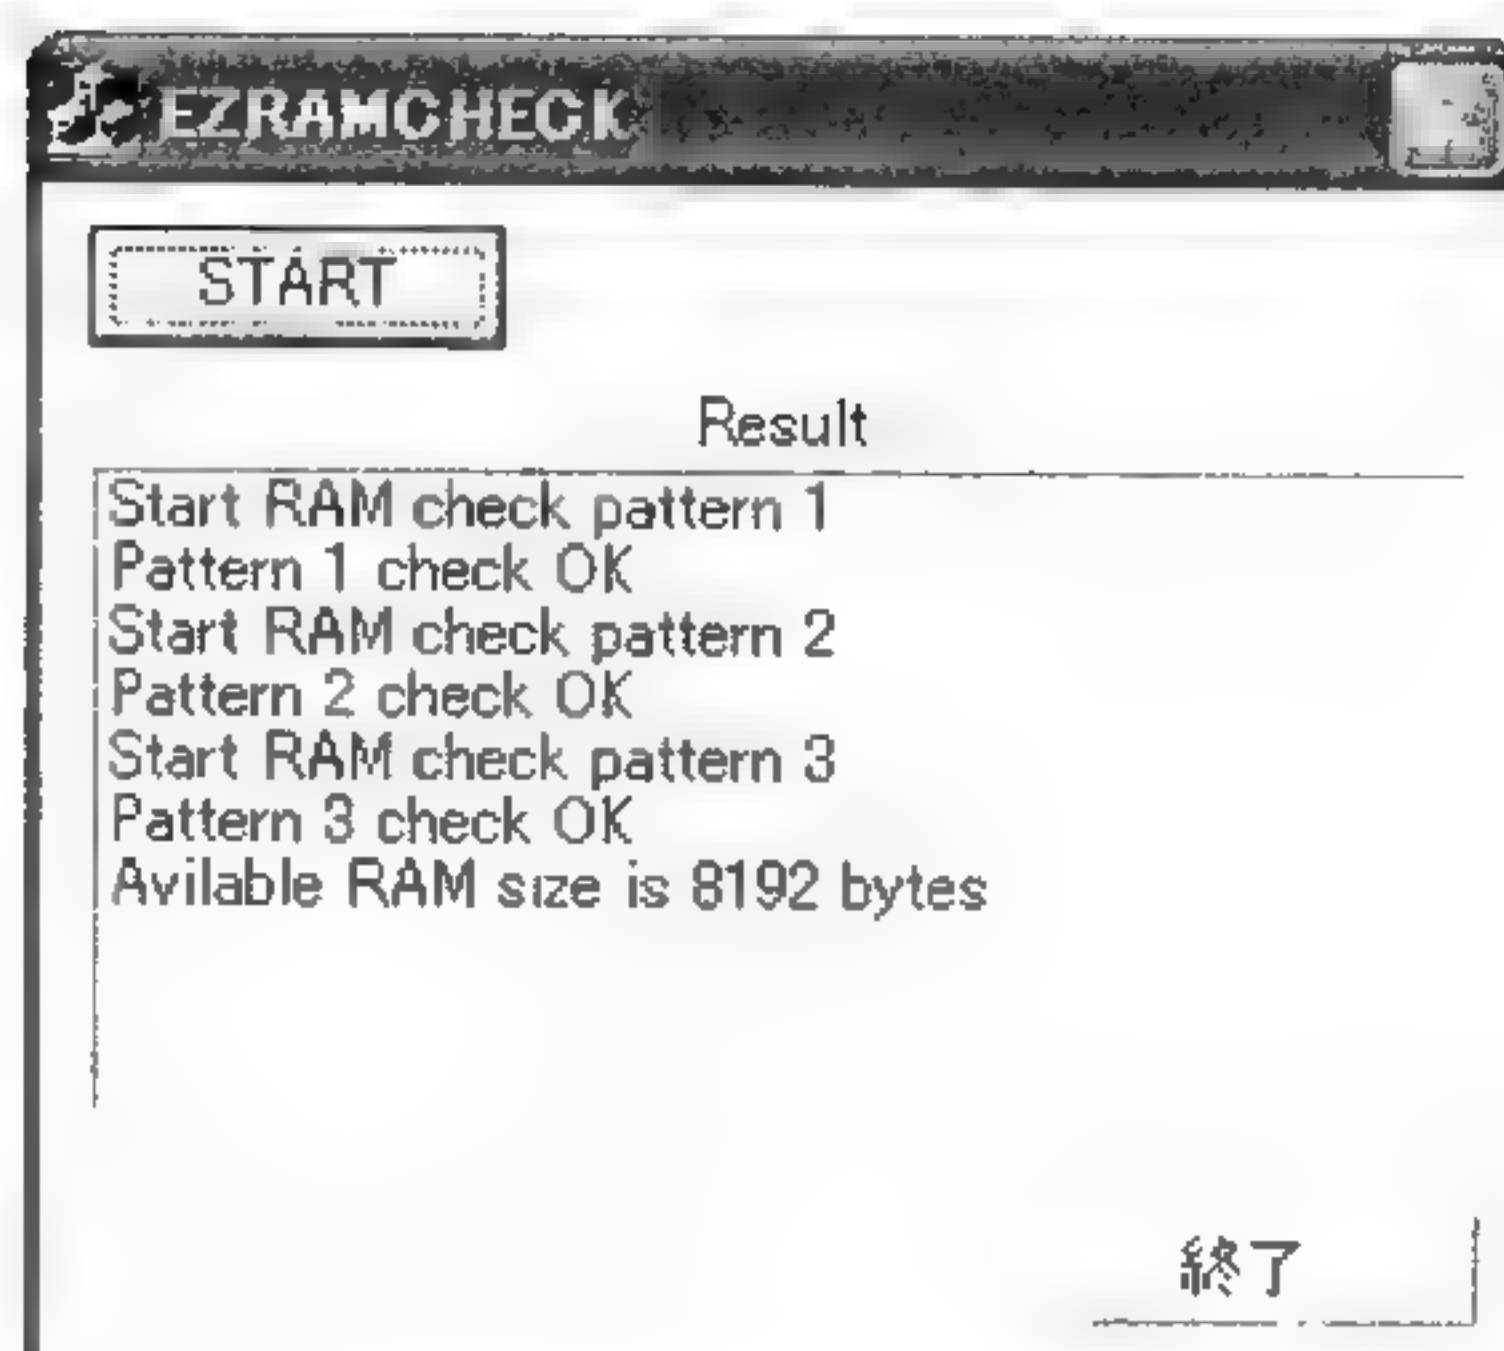 EZRAMCHECK
START
Result
Start RAM check pattern 1
Pattern 1 check OK
Start RAM check pattern 2
Pattern 2 check OK
Start RAM check pattern 3
Pattern 3 check OK
Avilable RAM size is 8192 bytes
終了